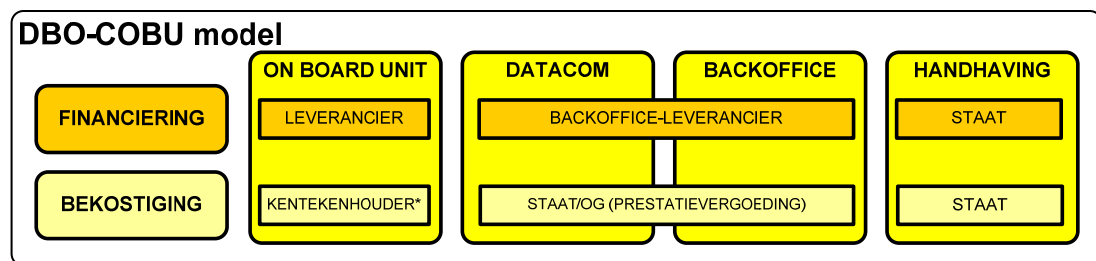 DBO-COBU model
ON BOARD UNIT
DATACOM
BACKOFFICE
HANDHAVING
FINANCIERING
LEVERANCIER
BACKOFFICE-LEVERANCIER
STAAT
BEKOSTIGING
KENTEKENHOUDER*
STAAT/OG (PRESTATIEVERGOEDING)
STAAT